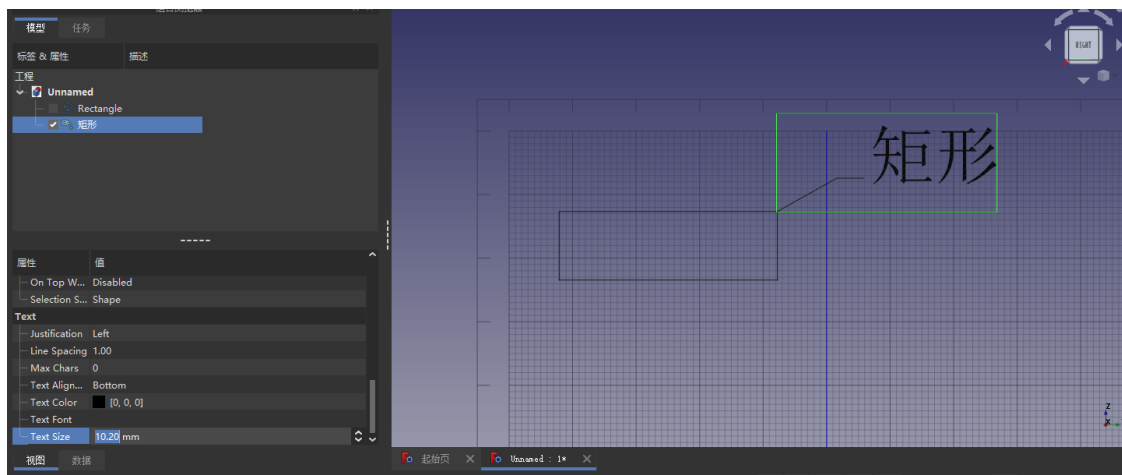 模型 任务
标签 & 属性 描述
工程
Unnamed
Rectangle
矩形
属性 值
On Top W... Disabled
Selection S... Shape
Text
Justification Left
Line Spacing 1.00
Max Chars 0
Text Align... Bottom
Text Color [0, 0, 0]
Text Font
Text Size 10.20 mm
视图 数据
RIGHT
矩形
Z
起始页 Unnamed : 1*